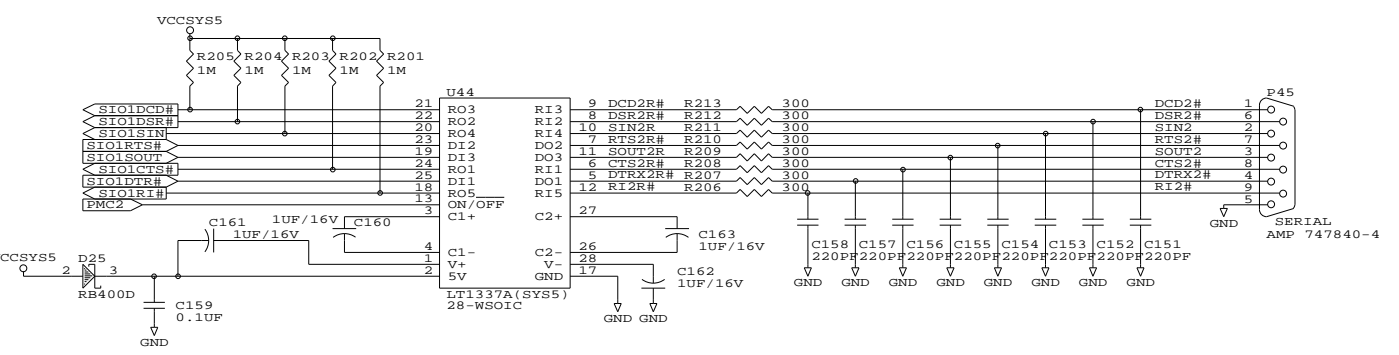 VCCSYS5
R205 R204 R203 R202 R201
1M 1M 1M 1M 1M
U44
P45
SIO1DCD# 21 RO3 RI3 9 DCD2R# R213 300 DCD2# 1
SIO1DSR# 22 RO2 RI2 8 DSR2R# R212 300 DSR2# 6
SIO1SIN 20 RO4 RI4 10 SIN2R R211 300 SIN2 2
SIO1RTS# 23 DI2 DO2 7 RTS2R# R210 300 RTS2# 7
SIO1SOUT 19 DI3 DO3 11 SOUT2R R209 300 SOUT2 3
SIO1CTS# 24 RO1 RI1 6 CTS2R# R208 300 CTS2# 8
SIO1DTR# 25 DI1 DO1 5 DTRX2R# R207 300 DTRX2# 4
SIO1RI# 18 RO5 RI5 12 RI2R# R206 300 RI2# 9
PMC2 13 ON/OFF 5
GND
SERIAL
AMP 747840-4
3 C1+ C2+ 27
1UF/16V C160
C161
1UF/16V
C163
1UF/16V
4 C1- C2- 26
1 V+ V- 28
2 5V GND 17
C162
1UF/16V
C158 C157 C156 C155 C154 C153 C152 C151
220PF 220PF 220PF 220PF 220PF 220PF 220PF 220PF
GND GND GND GND GND GND GND GND
CCSYS5 2 D25 3
RB400D
LT1337A(SYS5)
28-WSOIC
C159
0.1UF
GND GND
GND